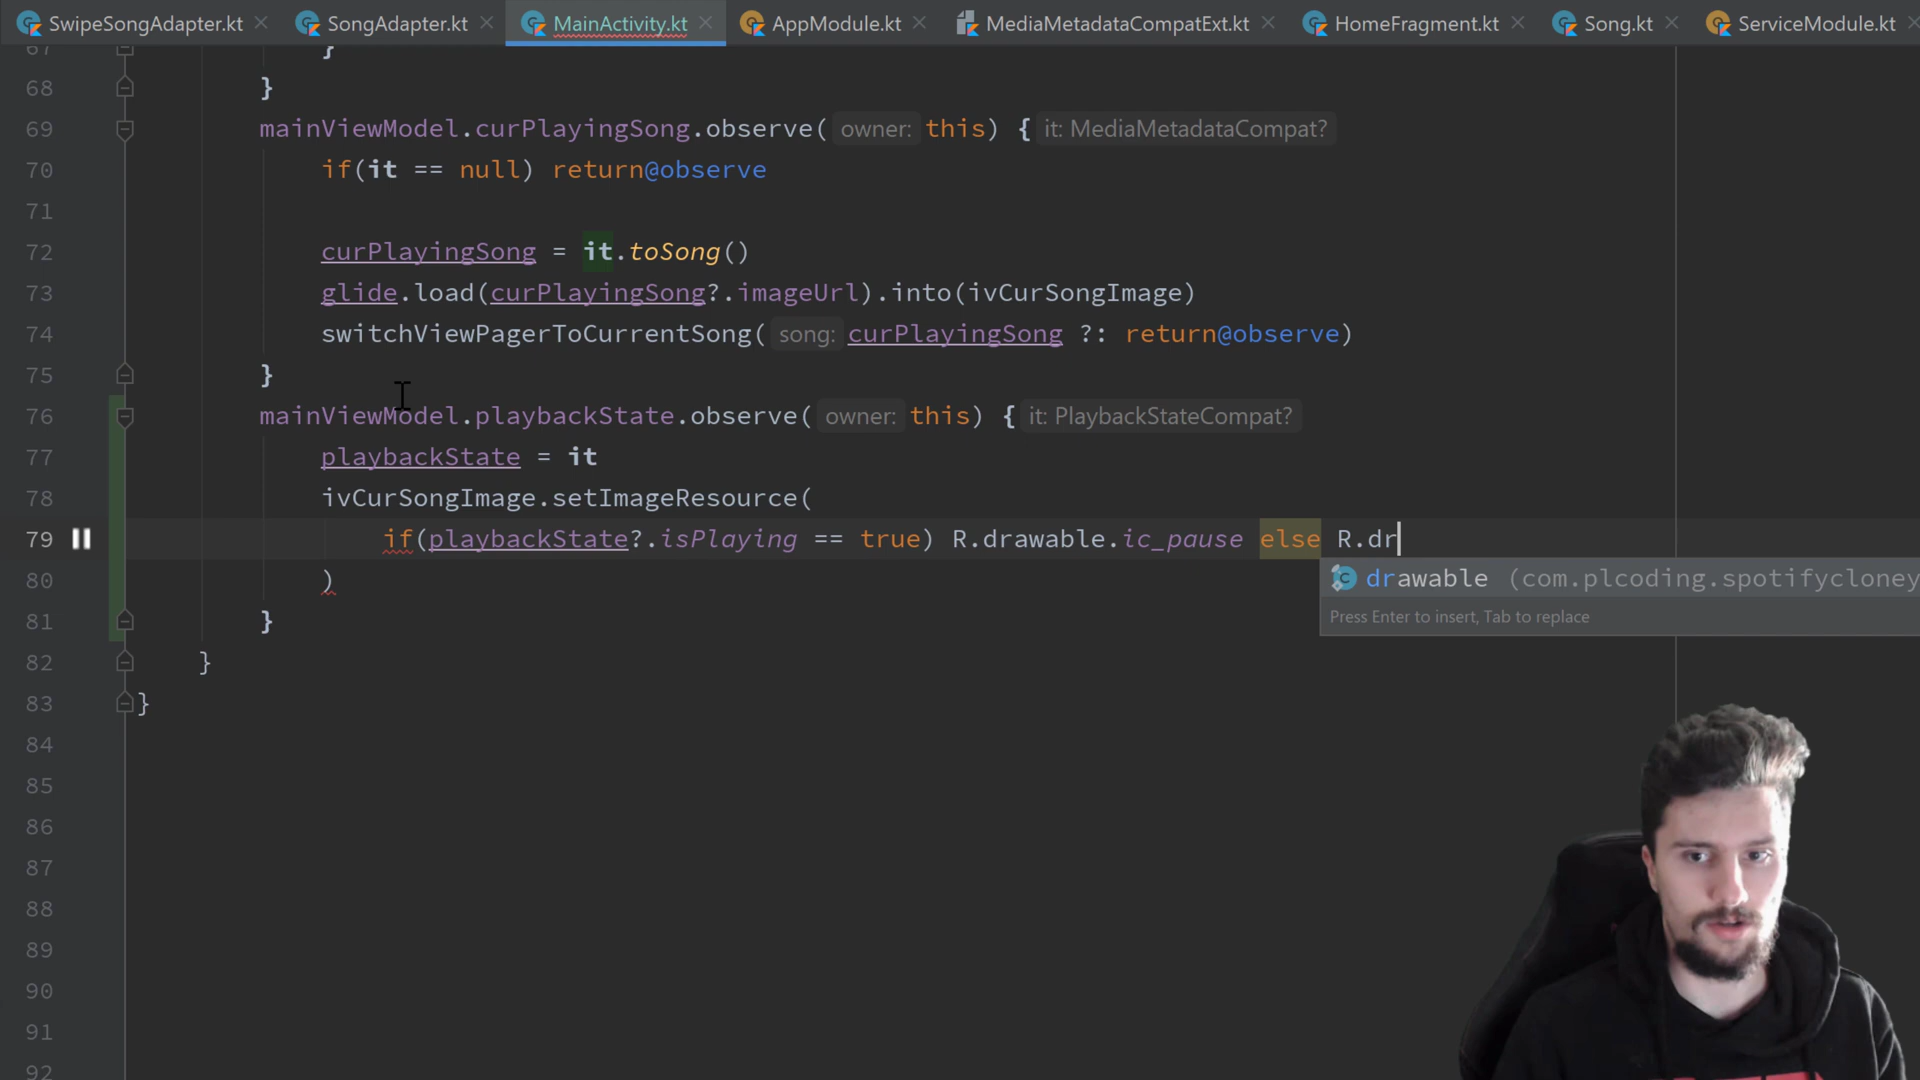 SwipeSongAdapter.kt SongAdapter.kt MainActivity.kt AppModule.kt MediaMetadataCompatExt.kt HomeFragment.kt Song.kt ServiceModule.kt
67 }
68 }
69 mainViewModel.curPlayingSong.observe( owner: this) { it: MediaMetadataCompat?
70 if(it == null) return@observe
71
72 curPlayingSong = it.toSong()
73 glide.load(curPlayingSong?.imageUrl).into(ivCurSongImage)
74 switchViewPagerToCurrentSong( song: curPlayingSong ?: return@observe)
75 }
76 mainViewModel.playbackState.observe( owner: this) { it: PlaybackStateCompat?
77 playbackState = it
78 ivCurSongImage.setImageResource(
79 if(playbackState?.isPlaying == true) R.drawable.ic_pause else R.dr
drawable (com.plcoding.spotifycloney
80 )
Press Enter to insert, Tab to replace
81 }
82 }
83 }
84
85
86
87
88
89
90
91
92